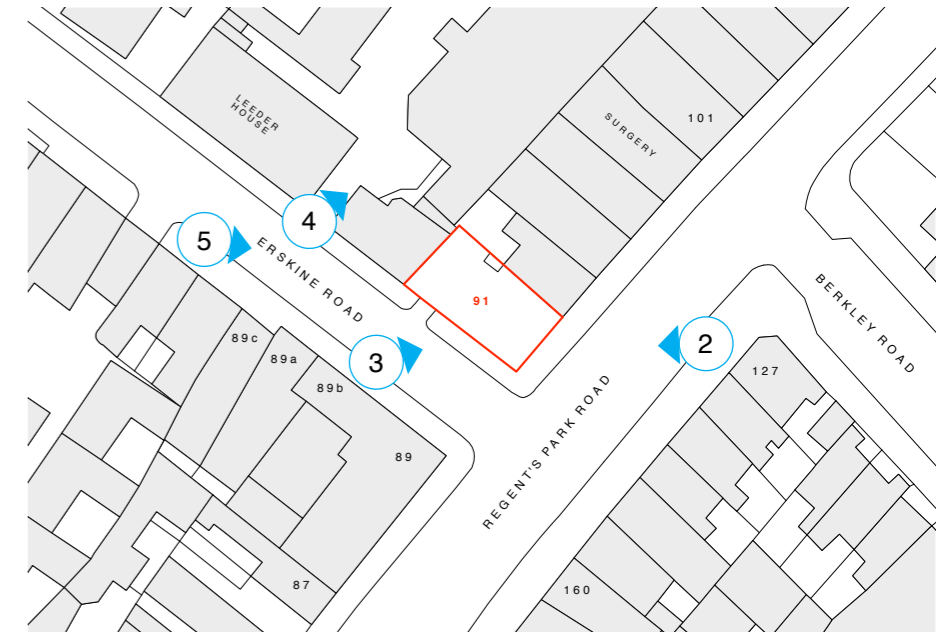 LEEDER
HOUSE
SURGERY
101
4
5
ERSKINE ROAD
91
BERKLEY ROAD
2
89c
89a
3
89b
127
REGENT'S PARK ROAD
89
87
160